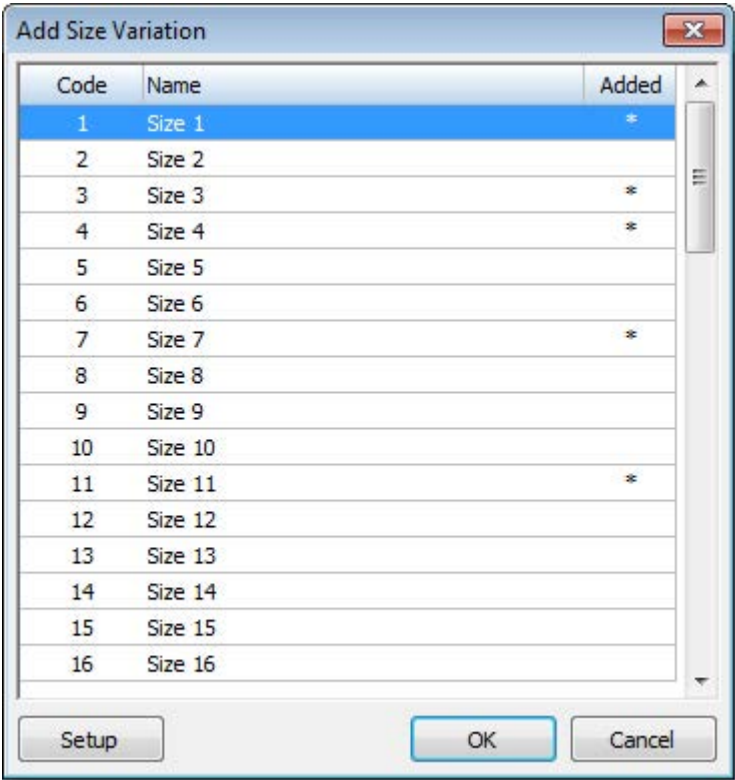 Add Size Variation
Code Name Added
1 Size 1 *
2 Size 2
3 Size 3 *
4 Size 4 *
5 Size 5
6 Size 6
7 Size 7 *
8 Size 8
9 Size 9
10 Size 10
11 Size 11 *
12 Size 12
13 Size 13
14 Size 14
15 Size 15
16 Size 16
Setup OK Cancel